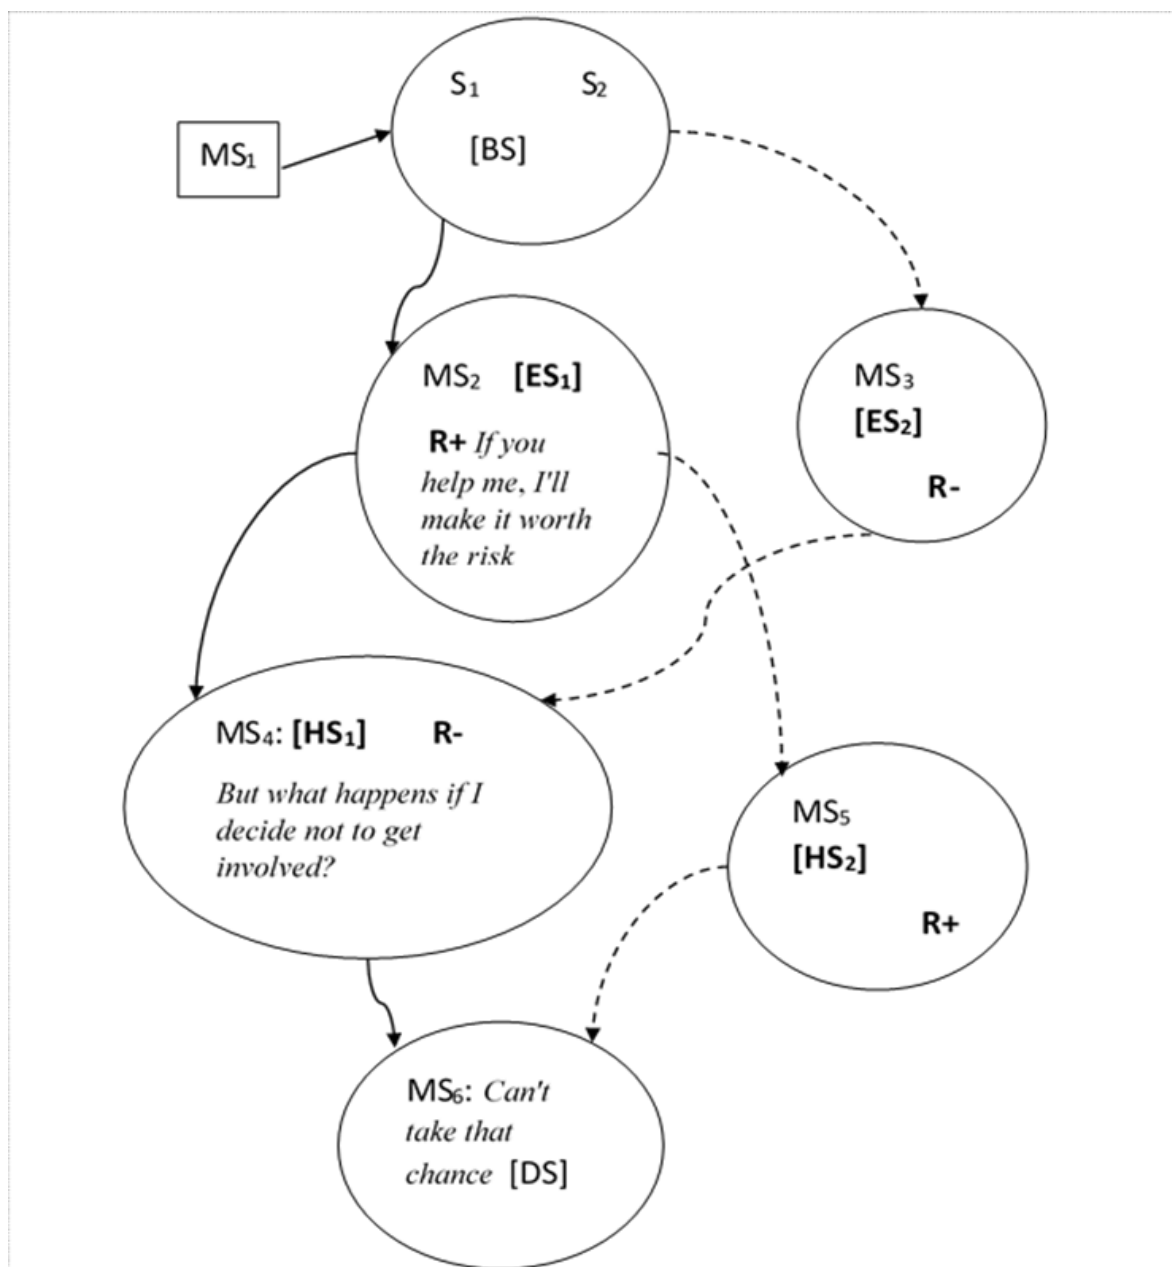 S₁ S₂
MS₁
[BS]
MS₂ [ES₁]
R+ If you
help me, I'll
make it worth
the risk
MS₃
[ES₂]
R-
MS₄: [HS₁] R-
But what happens if I
decide not to get
involved?
MS₅
[HS₂]
R+
MS₆: Can't
take that
chance [DS]